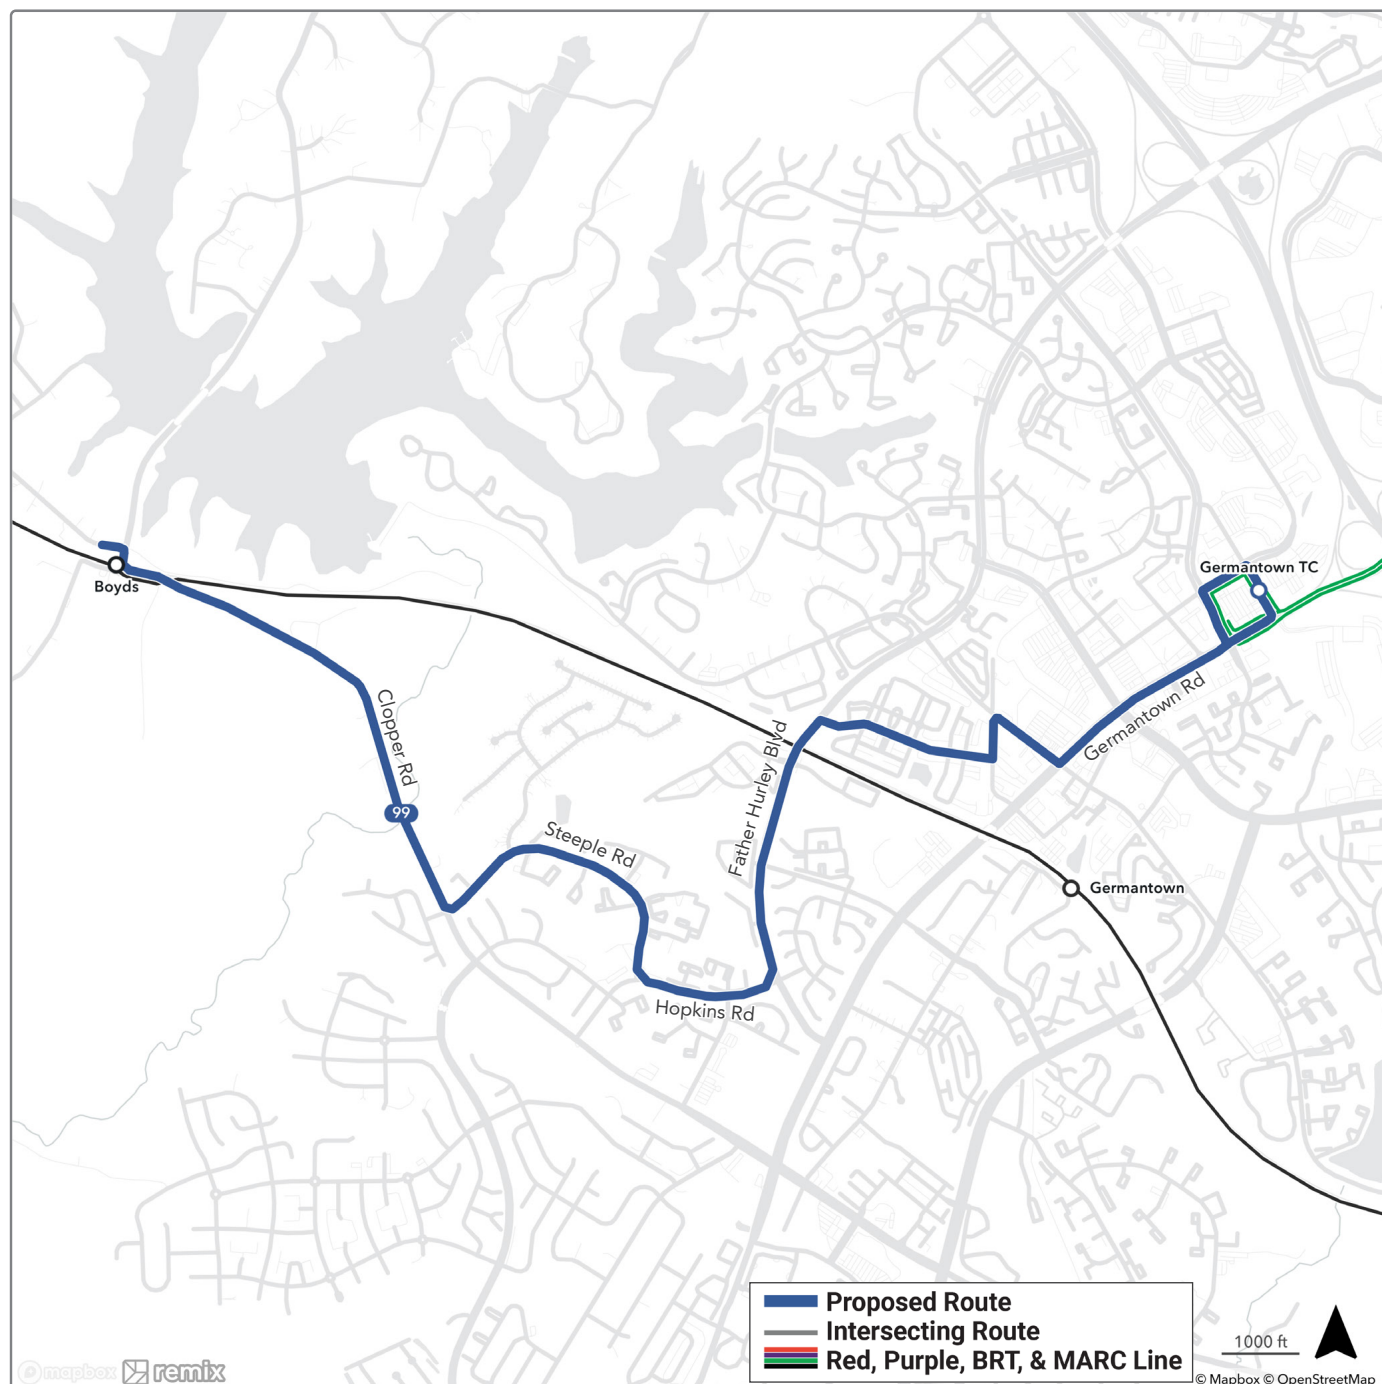 Germantown TC
Boyds
Clopper Rd
Germantown Rd
Father Hurley Blvd
99
Steeple Rd
Germantown
Hopkins Rd
Proposed Route
Intersecting Route
Red, Purple, BRT, & MARC Line
1000 ft
mapbox remix
© Mapbox © OpenStreetMap